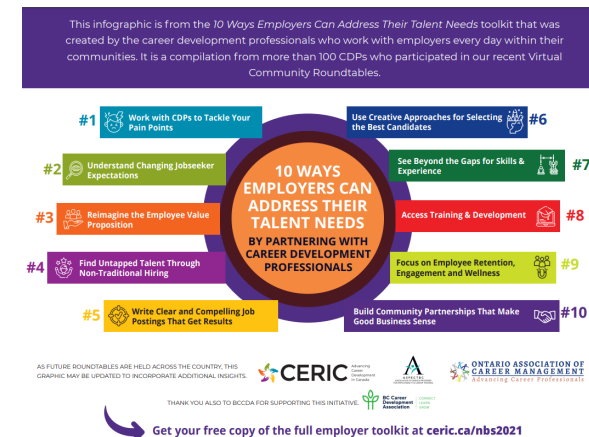 This infographic is from the 10 Ways Employers Can Address Their Talent Needs toolkit that was
created by the career development professionals who work with employers every day within their
communities. It is a compilation from more than 100 CDPs who participated in our recent Virtual
Community Roundtables.
#1
Work with CDPs to Tackle Your
Pain Points
#2
Understand Changing Jobseeker
Expectations
#3
Reimagine the Employee Value
Proposition
#4
Find Untapped Talent Through
Non-Traditional Hiring
#5
Write Clear and Compelling Job
Postings That Get Results
10 WAYS
EMPLOYERS CAN
ADDRESS THEIR
TALENT NEEDS
BY PARTNERING WITH
CAREER DEVELOPMENT
PROFESSIONALS
Use Creative Approaches for Selecting
the Best Candidates
#6
See Beyond the Gaps for Skills &
Experience
#7
Access Training & Development
#8
Focus on Employee Retention,
Engagement and Wellness
#9
Build Community Partnerships That Make
Good Business Sense
#10
AS FUTURE ROUNDTABLES ARE HELD ACROSS THE COUNTRY, THIS
GRAPHIC MAY BE UPDATED TO INCORPORATE ADDITIONAL INSIGHTS.
CERIC
Advancing
Career
Development
in Canada
ASPECT
ONTARIO ASSOCIATION OF
CAREER MANAGEMENT
Advancing Career Professionals
THANK YOU ALSO TO BCCDA FOR SUPPORTING THIS INITIATIVE.
BC Career
Development
Association
CONNECT
LEARN
GROW
Get your free copy of the full employer toolkit at ceric.ca/nbs2021